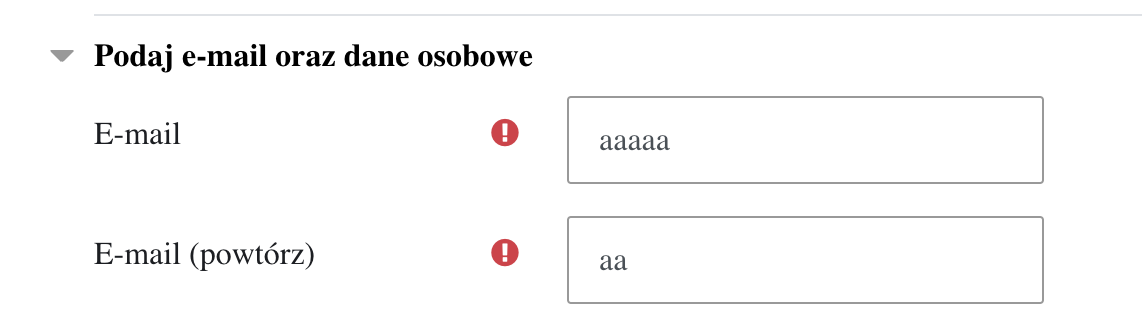 Podaj e-mail oraz dane osobowe
E-mail
aaaaa
E-mail (powtórz)
aa